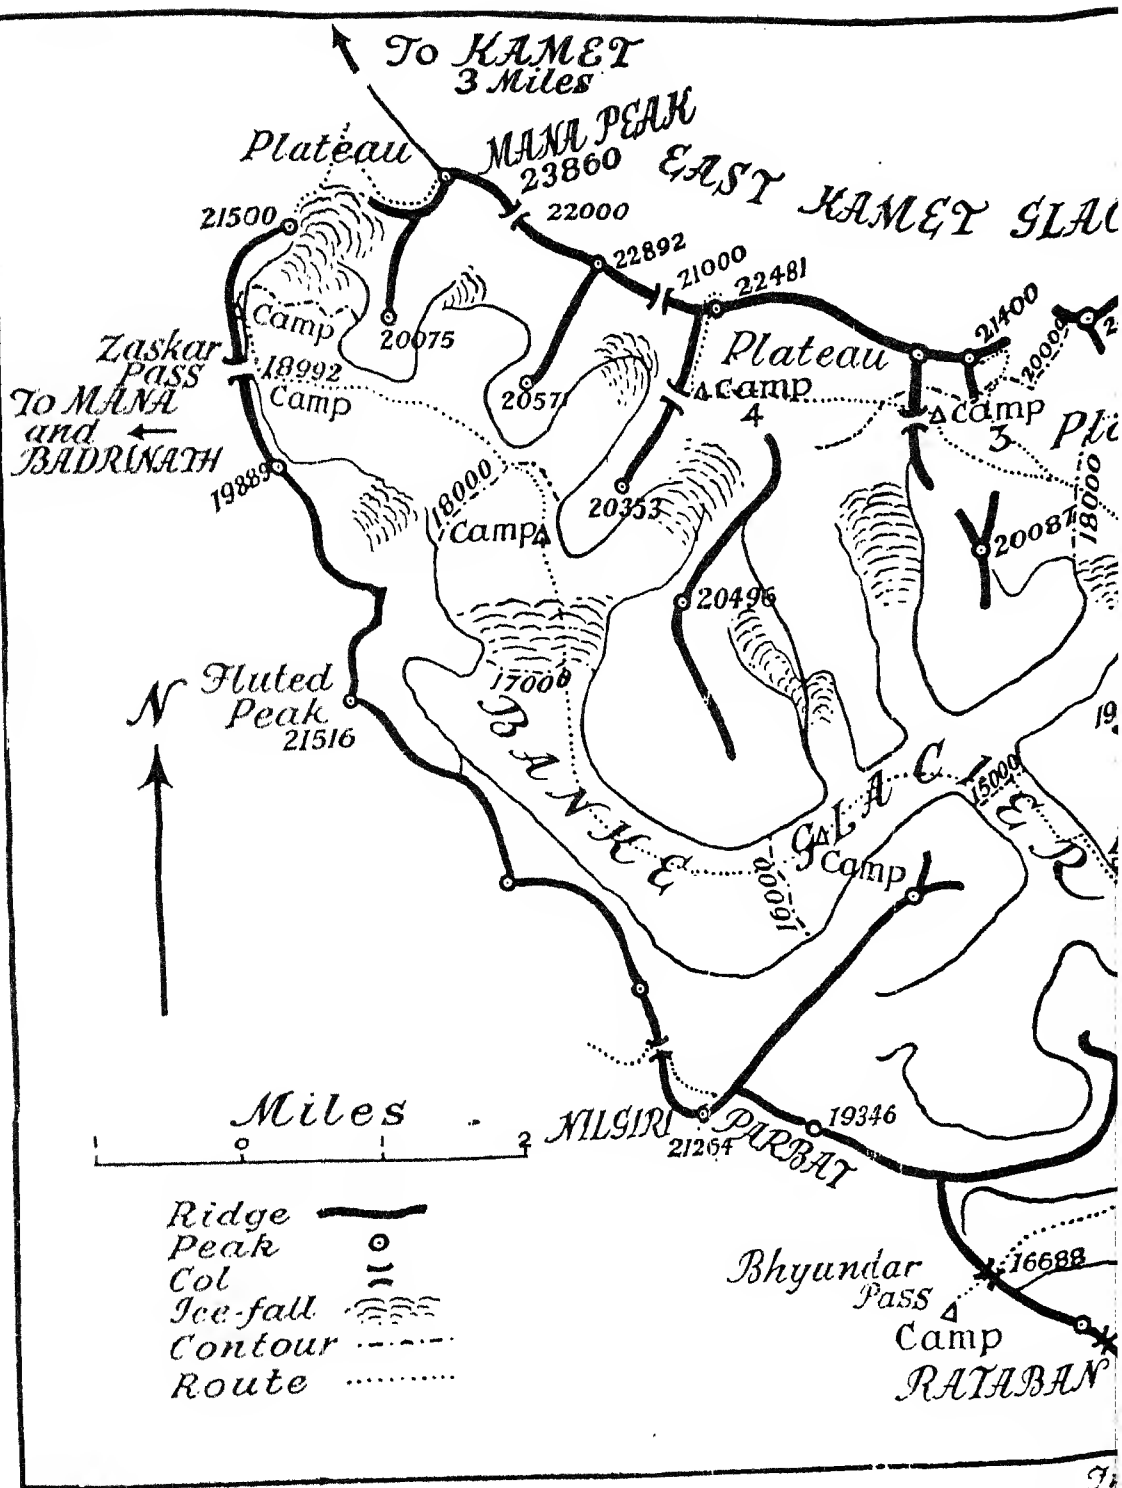 To KAMET
3 Miles
MANA PEAK
23860
EAST KAMET GLAC
Plateau
21500
22000
22892
21000
22481
21400
20000
Camp
20075
Zaskar
Pass
18992
Camp
20571
Plateau
Camp
4
Camp
3
To MANA
and
BADRINATH
19889
18000
20353
Camp
20087
18000
20496
Fluted
Peak
21516
17000
N
BANKE GLACIER
15000
19
Camp
16000
Miles
1 0 2
NILGIRI PARBAT
21264
19346
Ridge
Peak
Col
Ice-fall
Contour
Route
Bhyundar
Pass
16688
Camp
RATABAN